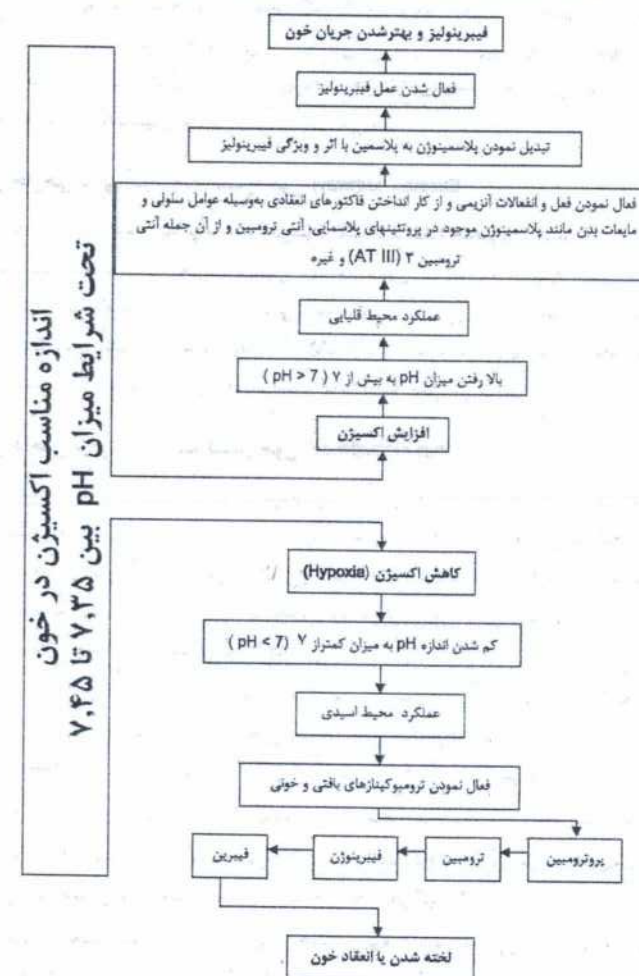 فیبرینولیز و بهترشدن جریان خون
فعال شدن عمل فیبرینولیز
تبدیل نمودن پلاسمینوژن به پلاسمین با اثر و ویژگی فیبرینولیز
فعال نمودن فعل و انفعالات آنزیمی و از کار انداختن فاکتورهای انعقادی به‌وسیله عوامل سلولی و
مایعات بدن مانند پلاسمینوژن موجود در پروتئینهای پلاسمایی، آنتی ترومبین و از آن جمله آنتی
ترومبین ۳ (AT III) و غیره
عملکرد محیط قلیایی
بالا رفتن میزان pH به بیش از ۷ ( pH > 7 )
افزایش اکسیژن
اندازه مناسب اکسیژن در خون
تحت شرایط میزان pH بین ۷,۳۵ تا ۷,۴۵
کاهش اکسیژن (Hypoxia)
کم شدن اندازه pH به میزان کمتراز ۷ ( pH < 7 )
عملکرد محیط اسیدی
فعال نمودن ترومبوکینازهای بافتی و خونی
پروترومبین
ترومبین
فیبرینوژن
فیبرین
لخته شدن یا انعقاد خون